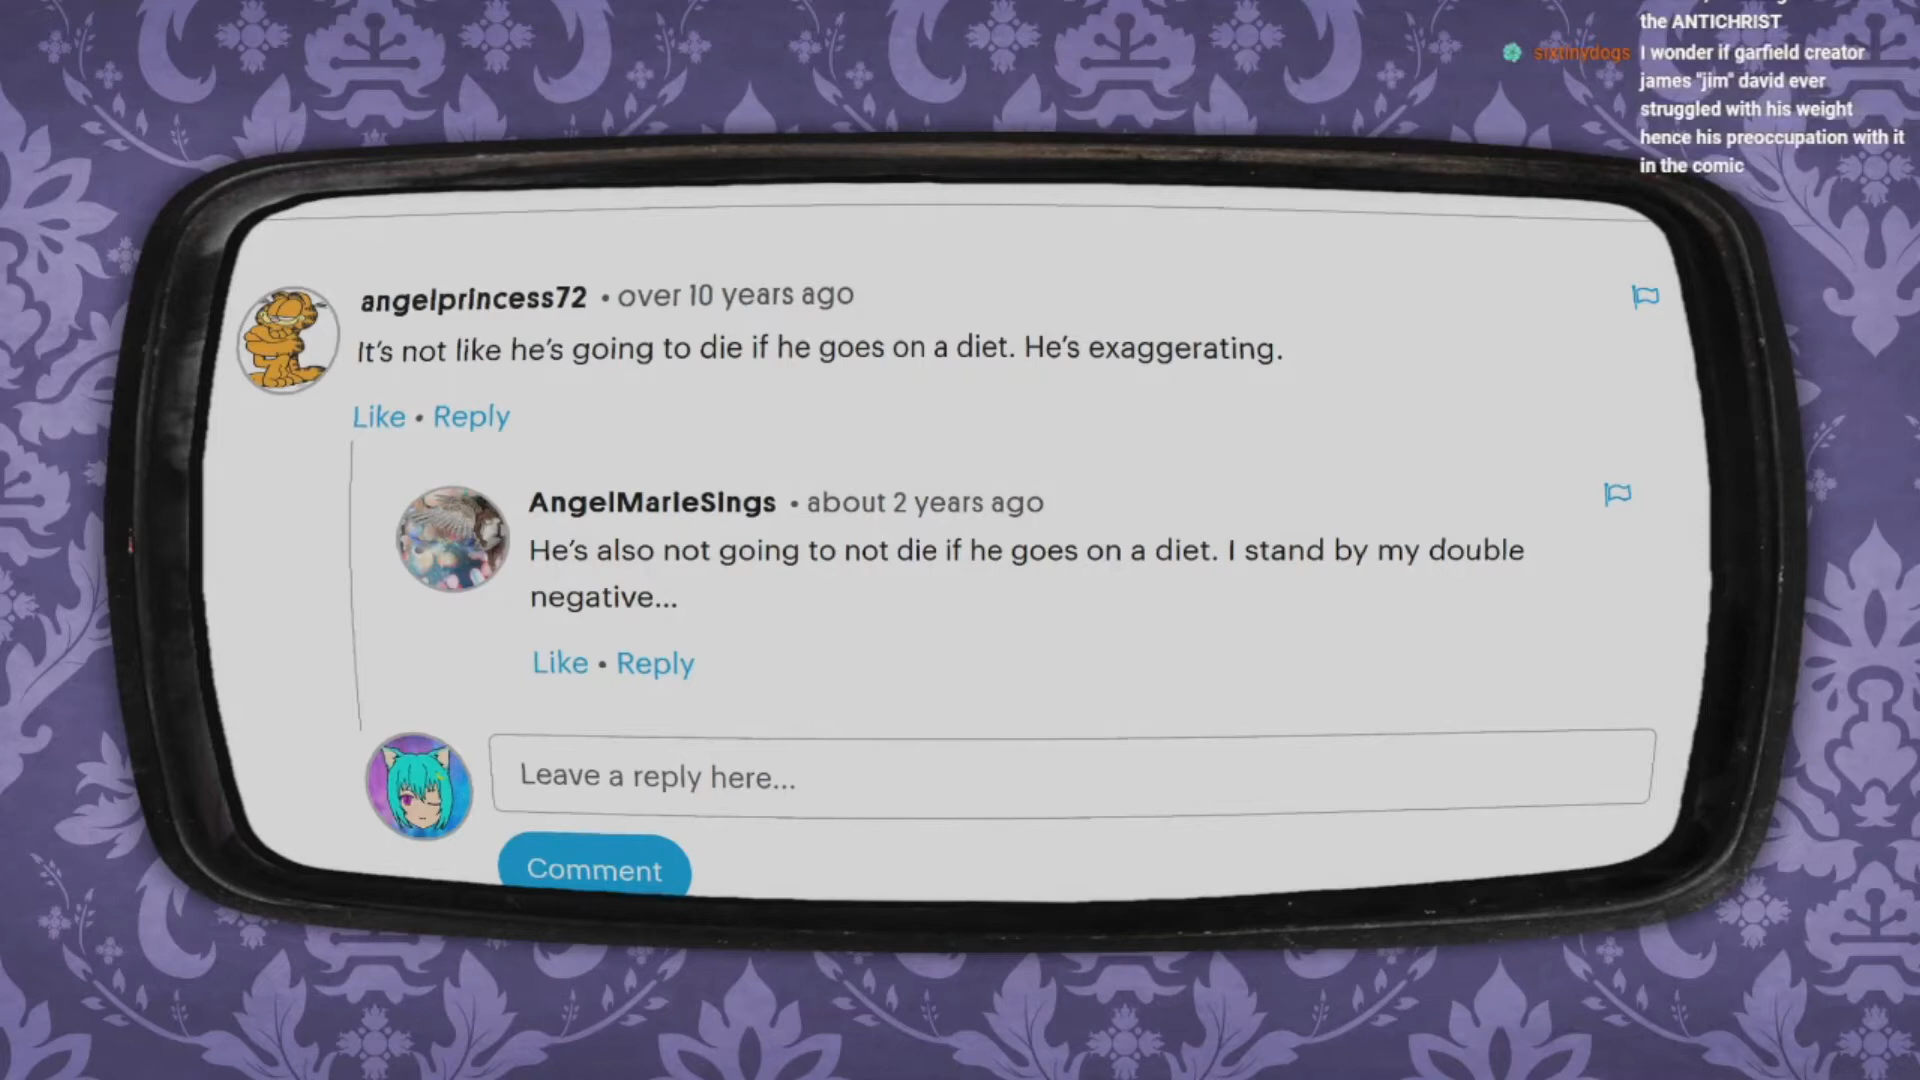 the ANTICHRIST
sixtinydogs I wonder if garfield creator
james "jim" david ever
struggled with his weight
hence his preoccupation with it
in the comic
angelprincess72 • over 10 years ago
It's not like he's going to die if he goes on a diet. He's exaggerating.
Like • Reply
AngelMarieSings • about 2 years ago
He's also not going to not die if he goes on a diet. I stand by my double
negative...
Like • Reply
Leave a reply here...
Comment